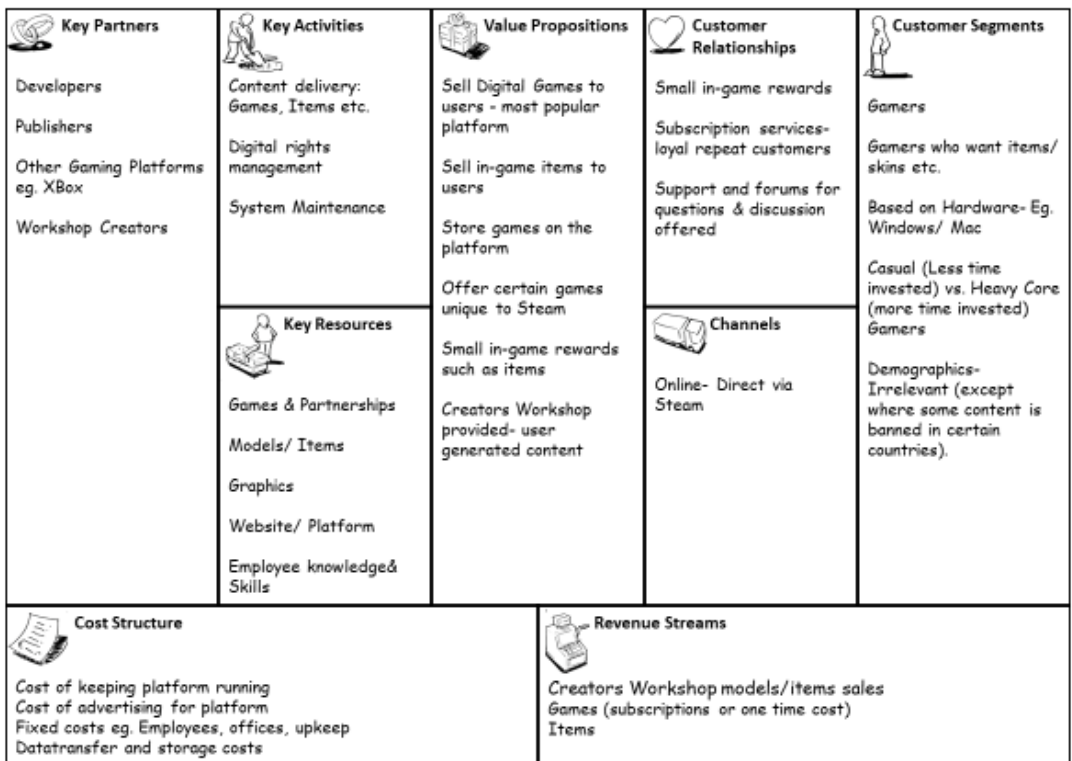 Key Partners
Developers
Publishers
Other Gaming Platforms
eg. XBox
Workshop Creators
Key Activities
Content delivery:
Games, Items etc.
Digital rights
management
System Maintenance
Key Resources
Games & Partnerships
Models/ Items
Graphics
Website/ Platform
Employee knowledge&
Skills
Value Propositions
Sell Digital Games to
users - most popular
platform
Sell in-game items to
users
Store games on the
platform
Offer certain games
unique to Steam
Small in-game rewards
such as items
Creators Workshop
provided- user
generated content
Customer
Relationships
Small in-game rewards
Subscription services-
loyal repeat customers
Support and forums for
questions & discussion
offered
Channels
Online- Direct via
Steam
Customer Segments
Gamers
Gamers who want items/
skins etc.
Based on Hardware- Eg.
Windows/ Mac
Casual (Less time
invested) vs. Heavy Core
(more time invested)
Gamers
Demographics-
Irrelevant (except
where some content is
banned in certain
countries).
Cost Structure
Cost of keeping platform running
Cost of advertising for platform
Fixed costs eg. Employees, offices, upkeep
Datatransfer and storage costs
Revenue Streams
Creators Workshop models/items sales
Games (subscriptions or one time cost)
Items